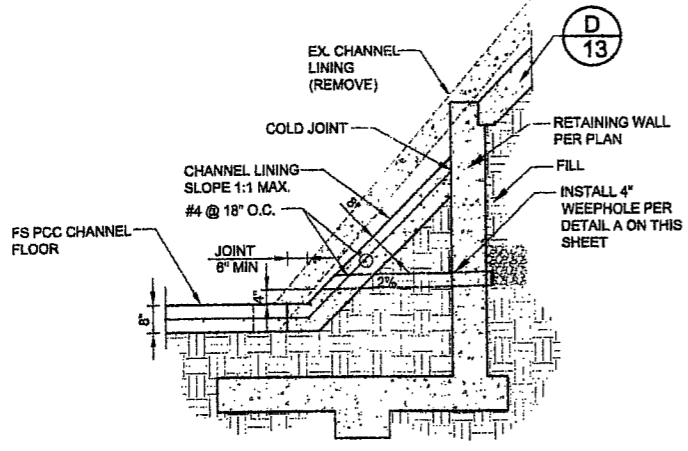 D
13
EX. CHANNEL
LINING
(REMOVE)
COLD JOINT
RETAINING WALL
PER PLAN
CHANNEL LINING
SLOPE 1:1 MAX.
FILL
#4 @ 18" O.C.
8"
INSTALL 4"
WEEPHOLE PER
DETAIL A ON THIS
SHEET
FS PCC CHANNEL
FLOOR
JOINT
6" MIN
2%
4"
8"